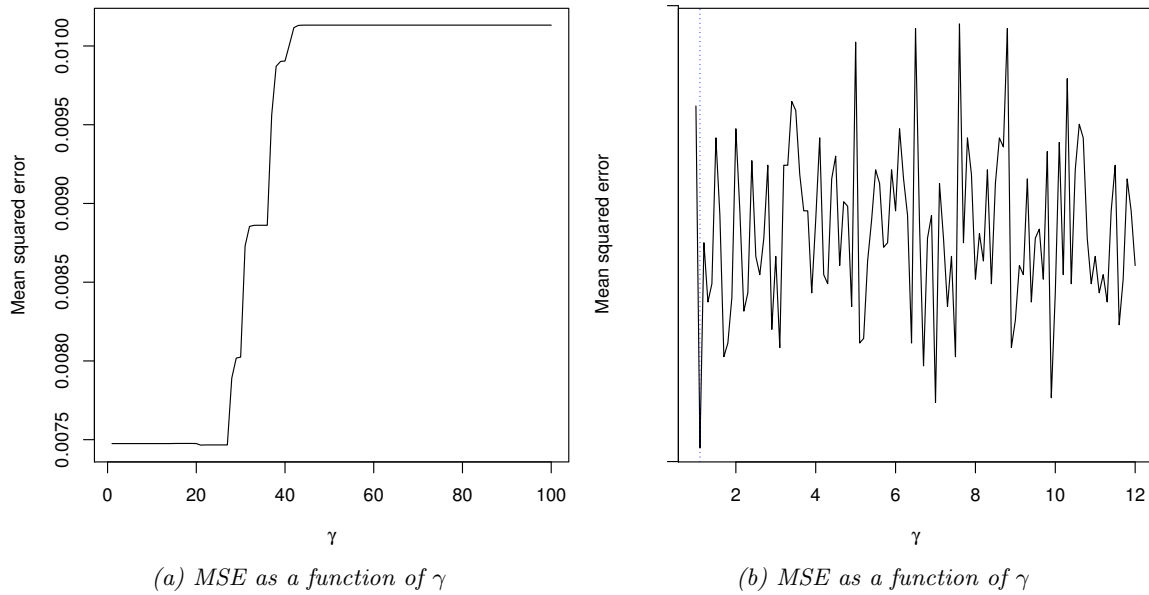 Mean squared error
0.0100
0.0095
0.0090
0.0085
0.0080
0.0075
0 20 40 60 80 100
γ
(a) MSE as a function of γ
Mean squared error
2 4 6 8 10 12
γ
(b) MSE as a function of γ